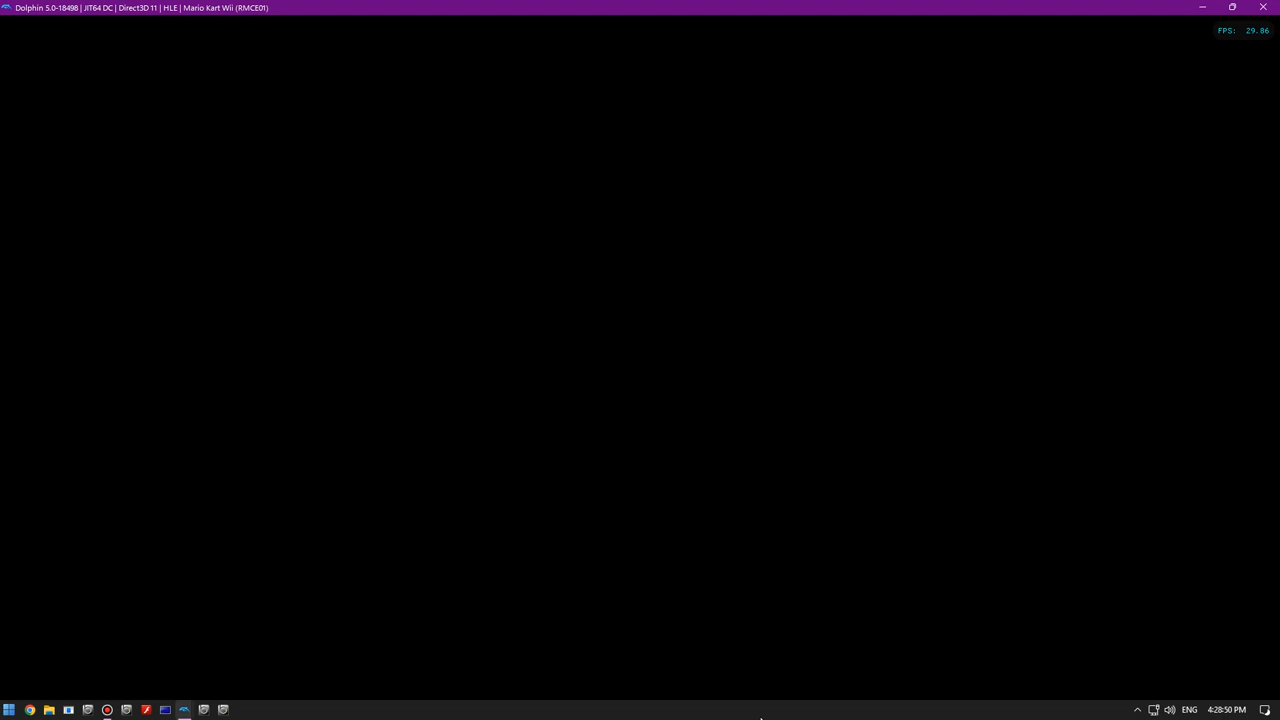 Dolphin 5.0-18498 | JIT64 DC | Direct3D 11 | HLE | Mario Kart Wii (RMCE01)
FPS: 29.86
ENG
4:28:50 PM